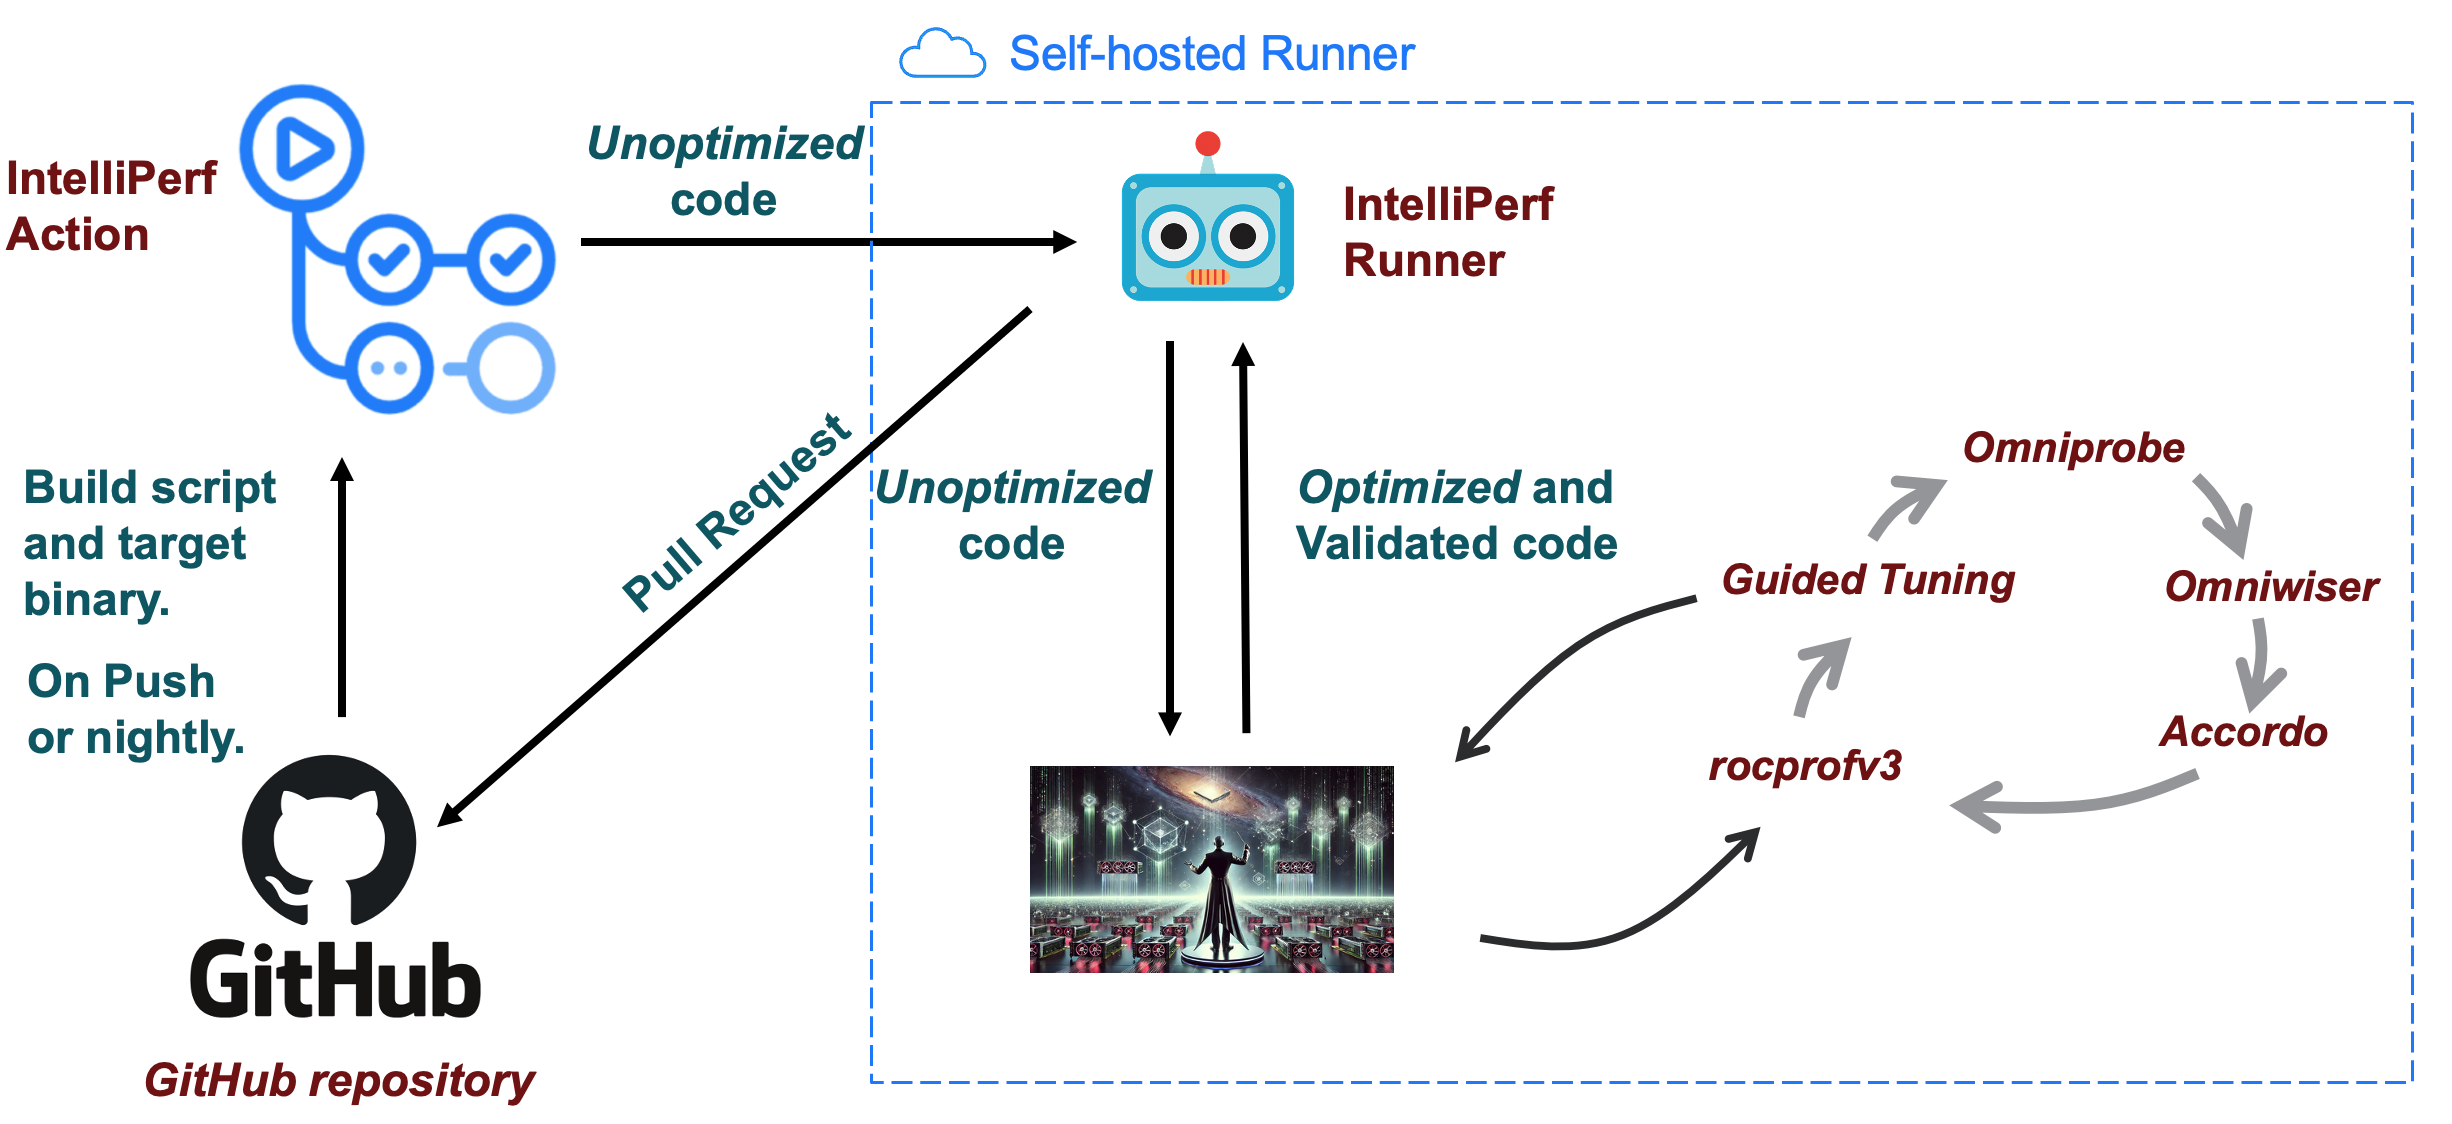 Self-hosted Runner
IntelliPerf
Action
Unoptimized
code
IntelliPerf
Runner
Build script
and target
binary.
On Push
or nightly.
Pull Request
Unoptimized
code
Optimized and
Validated code
Omniprobe
Guided Tuning
Omniwiser
rocprofv3
Accordo
GitHub
GitHub repository